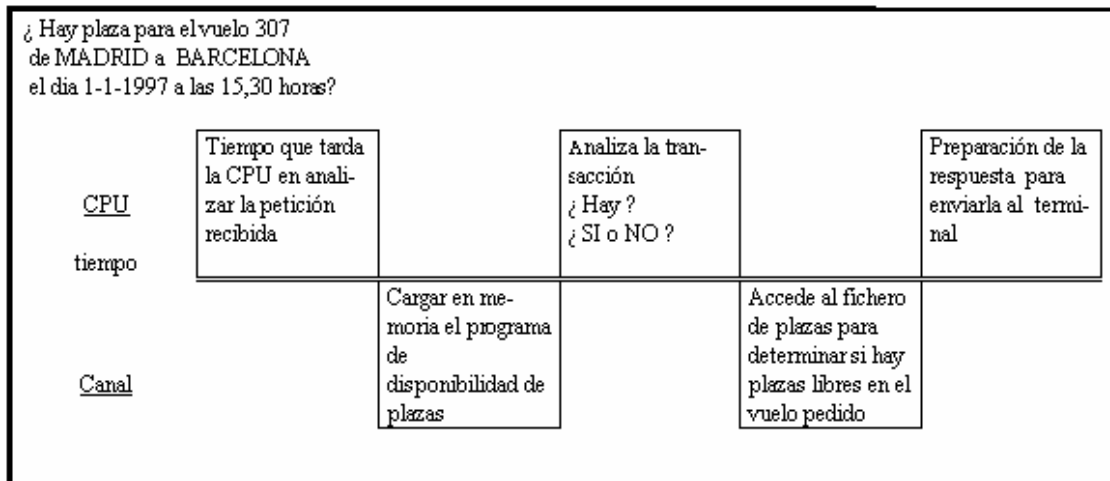 ¿ Hay plaza para el vuelo 307
de MADRID a BARCELONA
el dia 1-1-1997 a las 15,30 horas?
CPU
tiempo
Tiempo que tarda
la CPU en anali-
zar la petición
recibida
Analiza la tran-
sacción
¿ Hay ?
¿ SI o NO ?
Preparación de la
respuesta para
enviarla al termi-
nal
Canal
Cargar en me-
moria el programa
de
disponibilidad de
plazas
Accede al fichero
de plazas para
determinar si hay
plazas libres en el
vuelo pedido